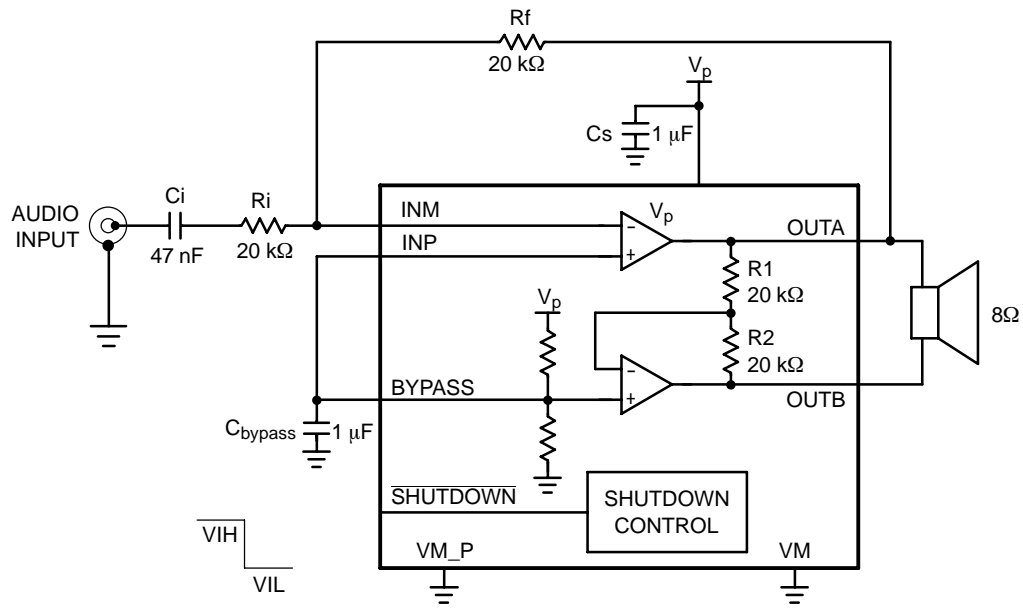 Rf
20 kΩ
Vp
Cs
1 μF
AUDIO
INPUT
Ci
47 nF
Ri
20 kΩ
INM
INP
Vp
OUTA
R1
20 kΩ
R2
20 kΩ
8Ω
Vp
BYPASS
OUTB
Cbypass
1 μF
SHUTDOWN
SHUTDOWN
CONTROL
VIH
VIL
VM_P
VM
-
+
-
+